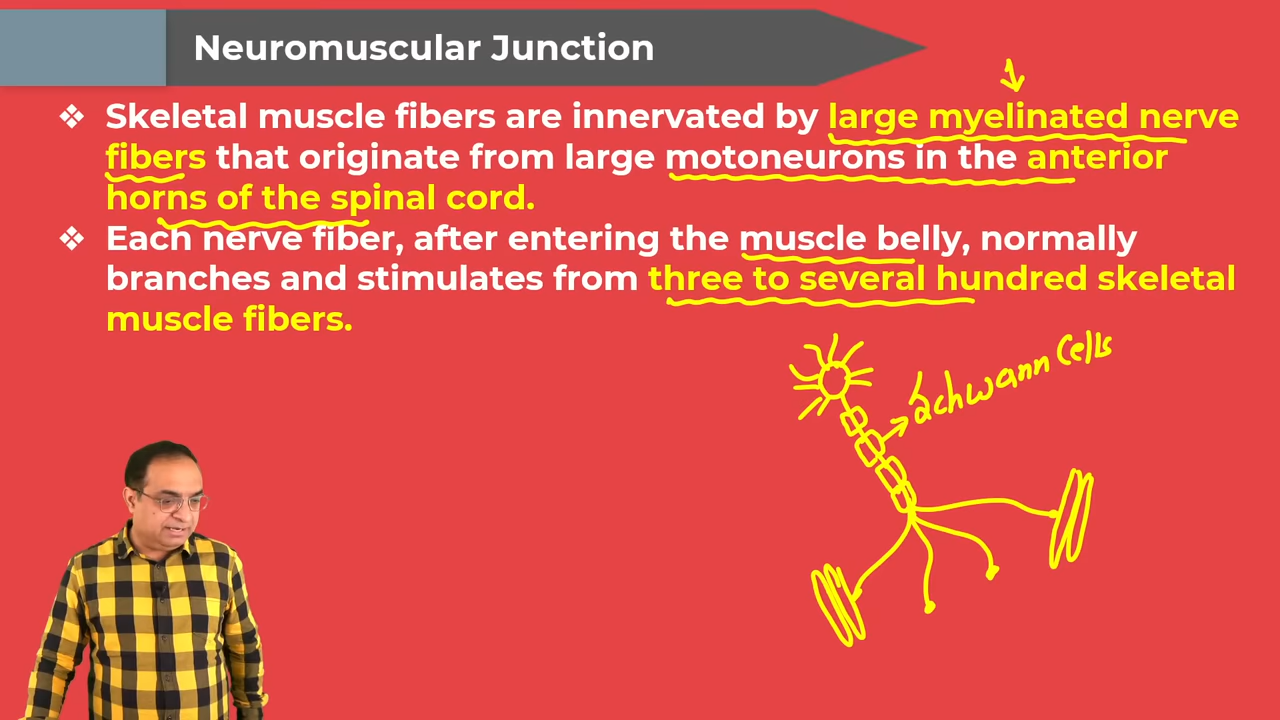 Neuromuscular Junction
❖ Skeletal muscle fibers are innervated by large myelinated nerve
fibers that originate from large motoneurons in the anterior
horns of the spinal cord.
❖ Each nerve fiber, after entering the muscle belly, normally
branches and stimulates from three to several hundred skeletal
muscle fibers.
Schwann Cells